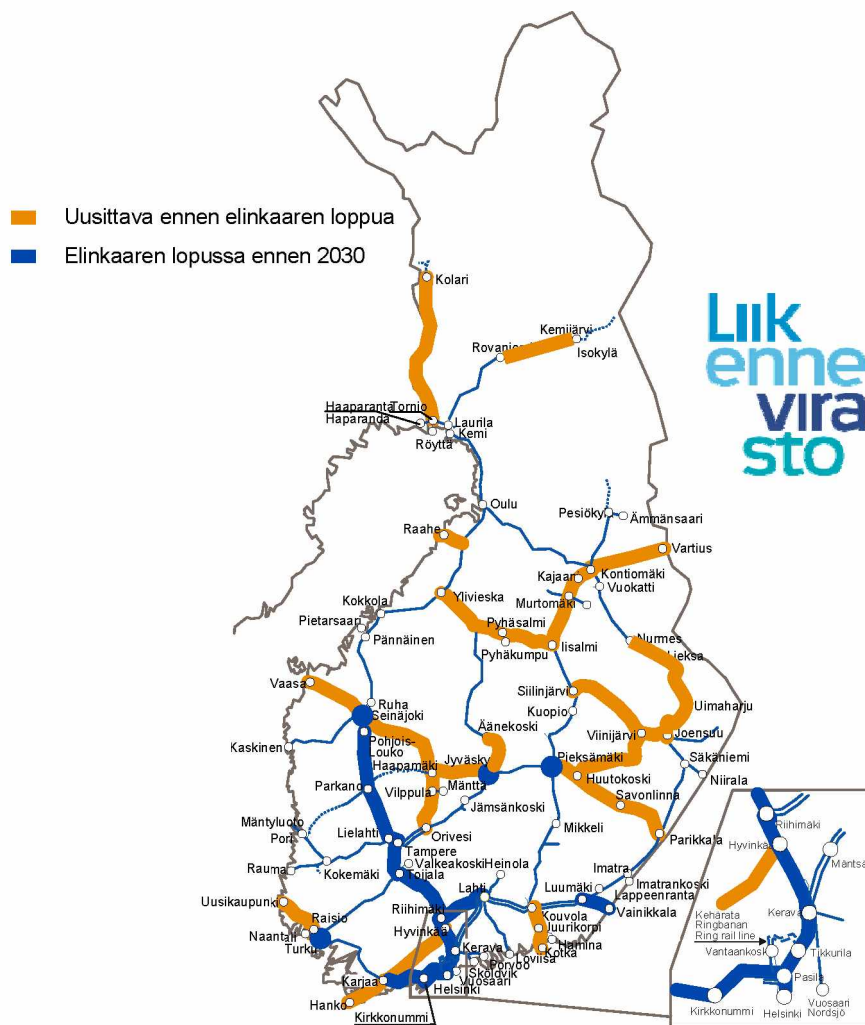 Uusittava ennen elinkaaren loppua
Elinkaaren lopussa ennen 2030
Liik
enne
vira
sto
Kolari
Kemijärvi
Isokylä
Haaparanta
Tornio
Haparanda
Laurila
Kemi
Röyttä
Oulu
Pesiökylä
Ämmänsaari
Raahe
Vartius
Kontiomäki
Kajaani
Vuokatti
Murtomäki
Ylivieska
Kokkola
Pietarsaari
Pännäinen
Pyhäsalmi
Pyhäkumpu
Iisalmi
Nurmes
Lieksa
Vaasa
Ruha
Seinäjoki
Siilinjärvi
Kuopio
Uimaharju
Äänekoski
Viinijärvi
Joensuu
Kaskinen
Pohjois-
Louko
Haapamäki
Jyväsky
Pieksämäki
Säkäniemi
Niirala
Huutokoski
Parkano
Vilppula
Mänttä
Savonlinna
Jämsänkoski
Mäntyluoto
Pori
Lielahti
Orivesi
Mikkeli
Parikkala
Tampere
Valkeakoski
Heinola
Rauma
Kokemäki
Toijala
Imatra
Imatrankoski
Lahti
Luumäki
Lappeenranta
Vainikkala
Uusikaupunki
Raisio
Naantali
Turku
Riihimäki
Hyvinkää
Kouvola
Juurikorpi
Hamina
Kotka
Kerava
Porvoo
Loviisa
Sköldvik
Vuosaari
Karjaa
Helsinki
Hanko
Kirkkonummi
Riihimäki
Hyvinkää
Mäntsä
Kerava
Kehärata
Ringbanan
Ring rail line
Vantaankosk
Tikkurila
Pasila
Kirkkonummi
Helsinki
Vuosaari
Nordsjö